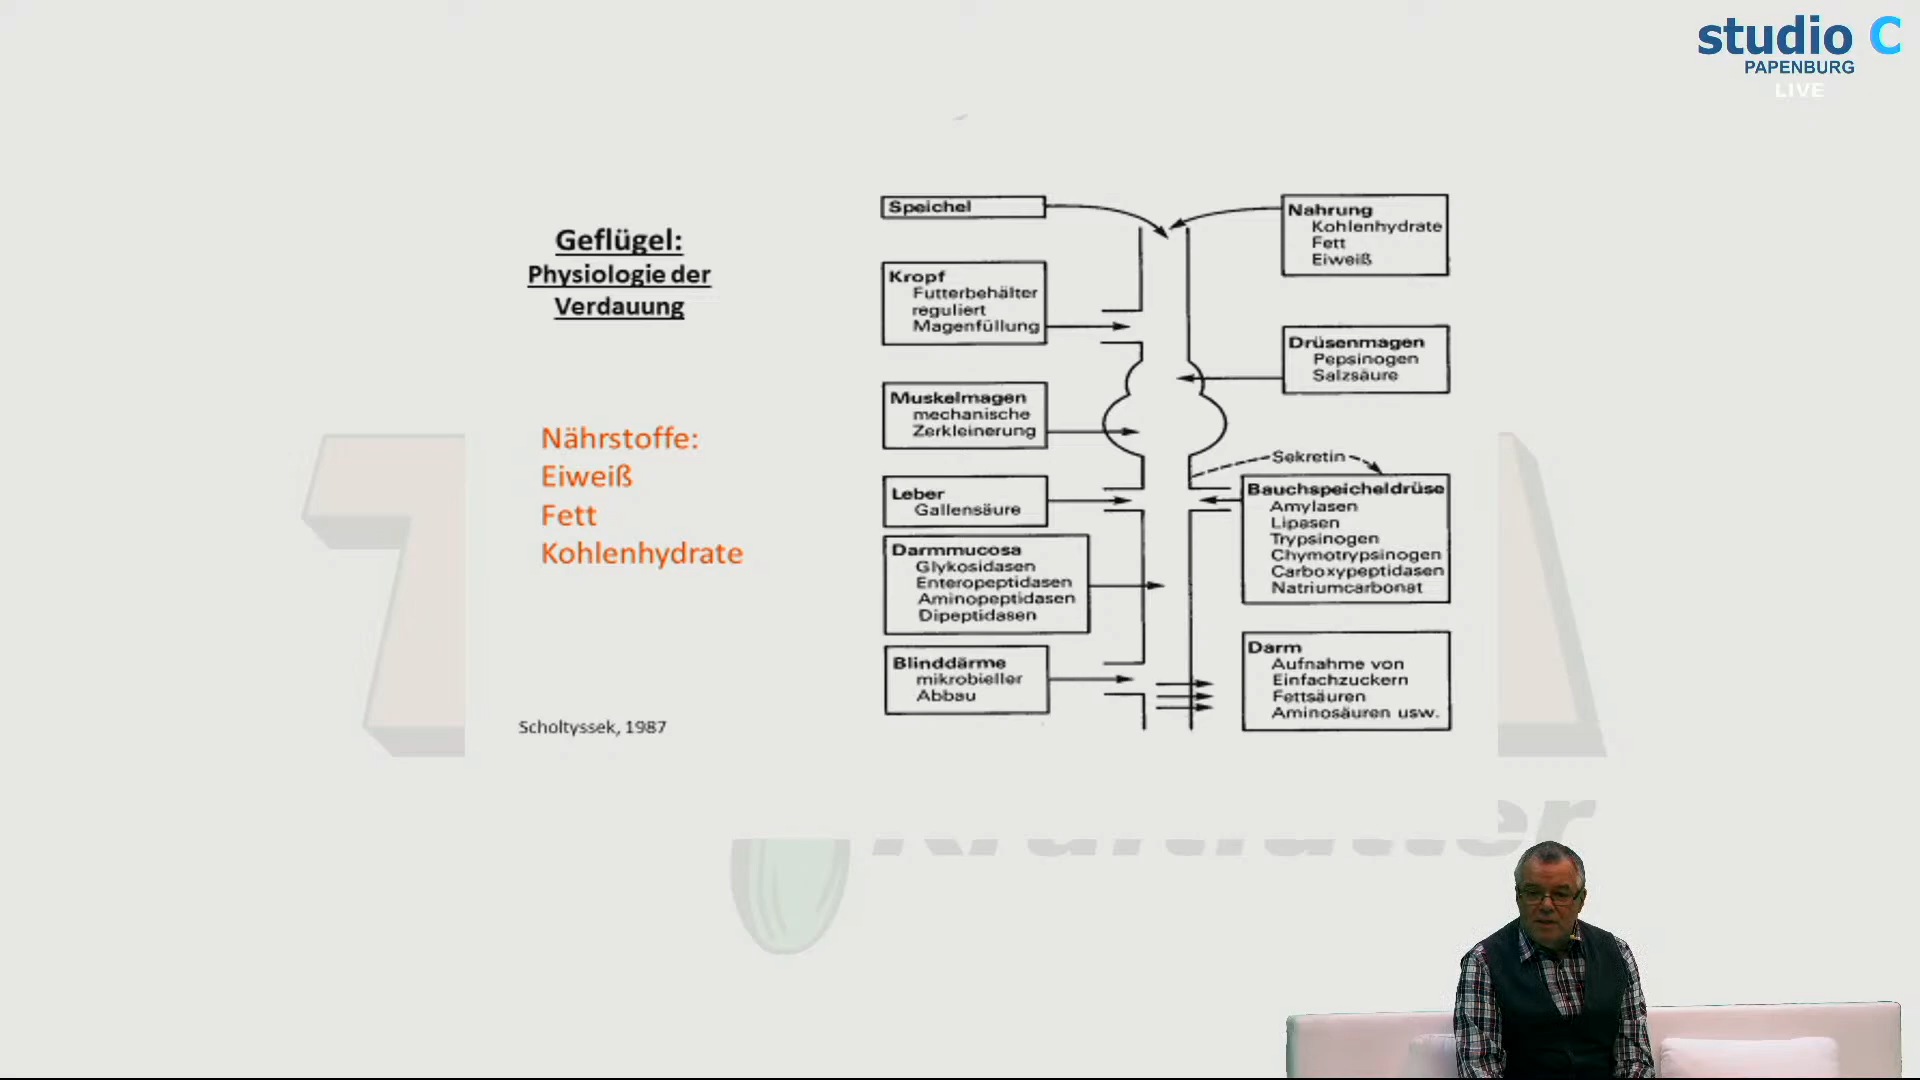 studio C
PAPENBURG
LIVE
Geflügel:
Physiologie der
Verdauung
Nährstoffe:
Eiweiß
Fett
Kohlenhydrate
Scholtyssek, 1987
Speichel
Kropf
Futterbehälter
reguliert
Magenfüllung
Muskelmagen
mechanische
Zerkleinerung
Leber
Gallensäure
Darmmucosa
Glykosidasen
Enteropeptidasen
Aminopeptidasen
Dipeptidasen
Blinddärme
mikrobieller
Abbau
Nahrung
Kohlenhydrate
Fett
Eiweiß
Drüsenmagen
Pepsinogen
Salzsäure
Sekretin
Bauchspeicheldrüse
Amylasen
Lipasen
Trypsinogen
Chymotrypsinogen
Carboxypeptidasen
Natriumcarbonat
Darm
Aufnahme von
Einfachzuckern
Fettsäuren
Aminosäuren usw.